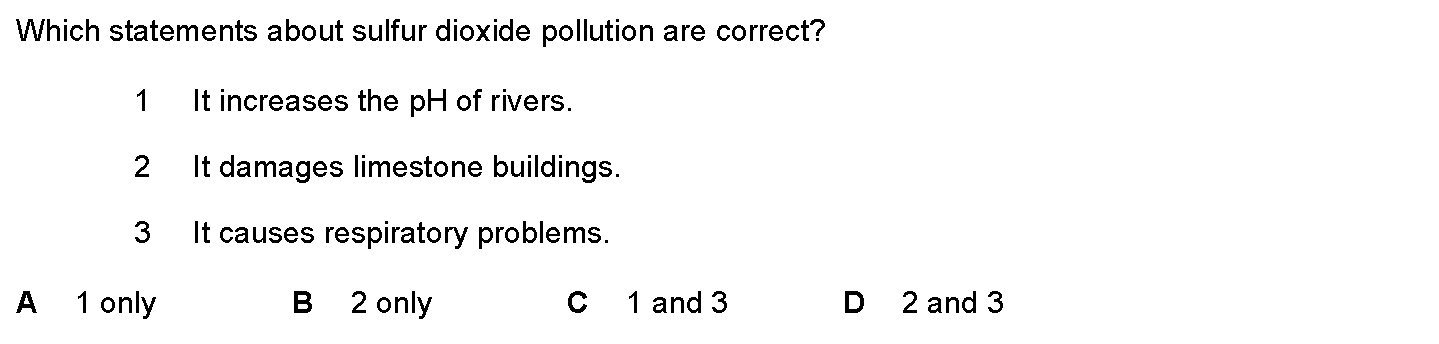 Which statements about sulfur dioxide pollution are correct?
1 It increases the pH of rivers.
2 It damages limestone buildings.
3 It causes respiratory problems.
A 1 only B 2 only C 1 and 3 D 2 and 3